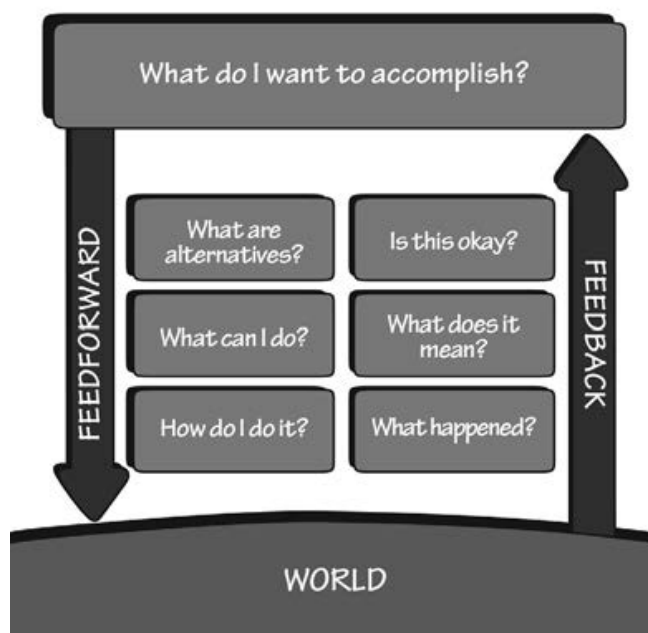 What do I want to accomplish?
FEEDFORWARD
What are
alternatives?
What can I do?
How do I do it?
Is this okay?
What does it
mean?
What happened?
FEEDBACK
WORLD